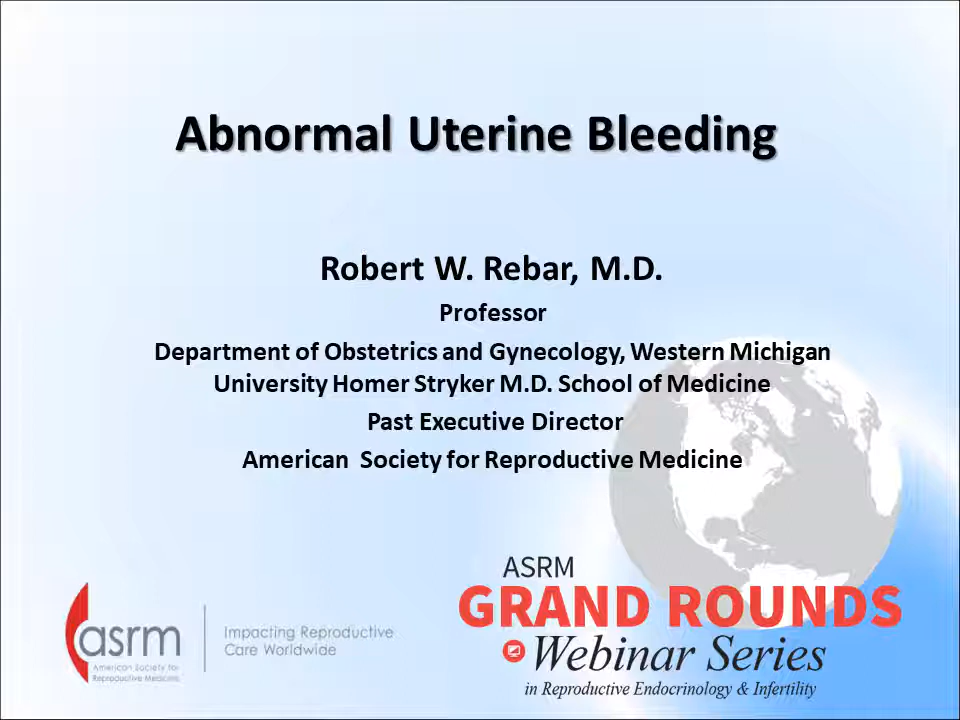 Abnormal Uterine Bleeding
Robert W. Rebar, M.D.
Professor
Department of Obstetrics and Gynecology, Western Michigan
University Homer Stryker M.D. School of Medicine
Past Executive Director
American Society for Reproductive Medicine
ASRM
GRAND ROUNDS
Webinar Series
in Reproductive Endocrinology & Infertility
asrm
American Society for
Reproductive Medicine
Impacting Reproductive
Care Worldwide